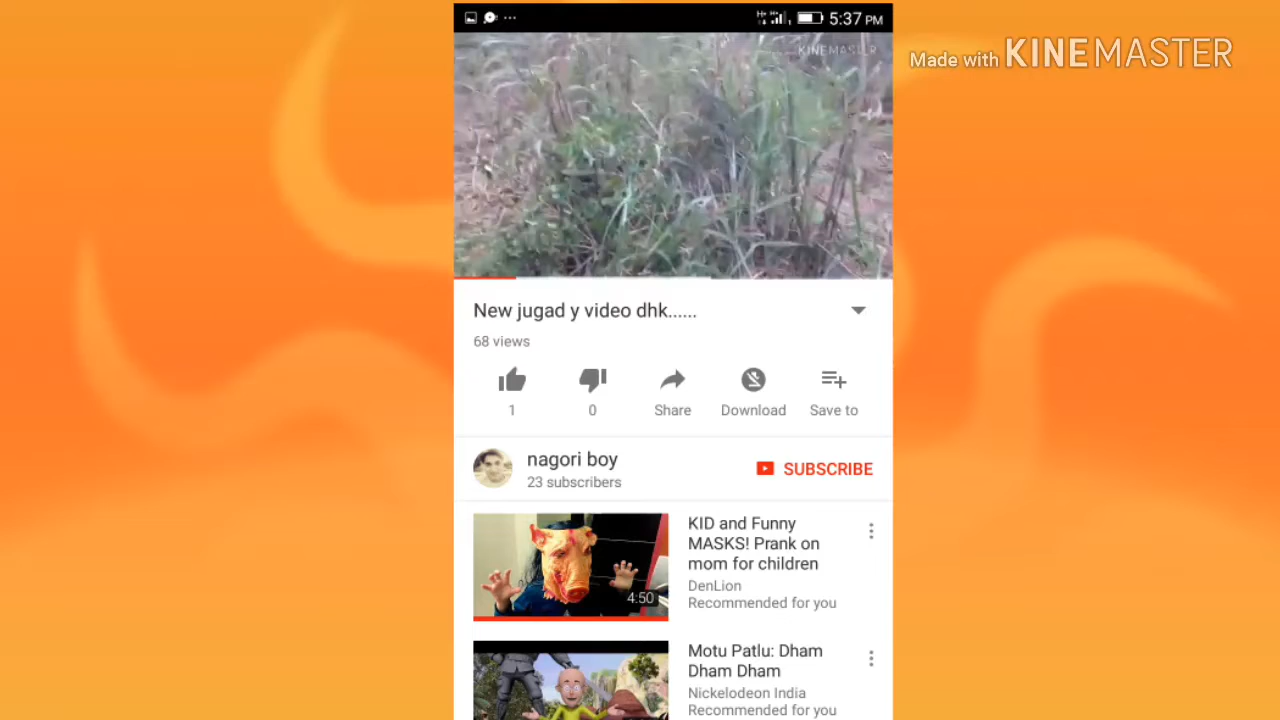 5:37 PM
KINEMASTER
Made with KINEMASTER
New jugad y video dhk......
68 views
1
0
Share
Download
Save to
nagori boy
23 subscribers
SUBSCRIBE
KID and Funny
MASKS! Prank on
mom for children
DenLion
Recommended for you
4:50
Motu Patlu: Dham
Dham Dham
Nickelodeon India
Recommended for you